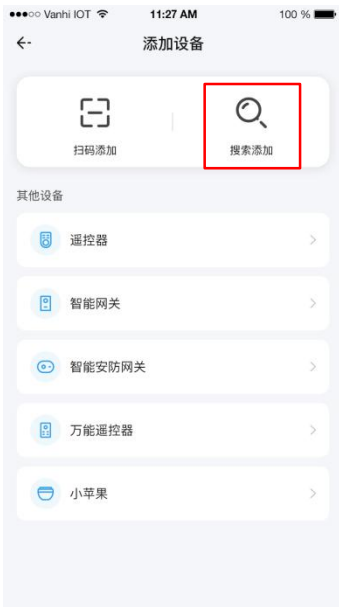 Vanhi IOT 11:27 AM 100 %
添加设备
扫码添加 搜索添加
其他设备
遥控器
智能网关
智能安防网关
万能遥控器
小苹果